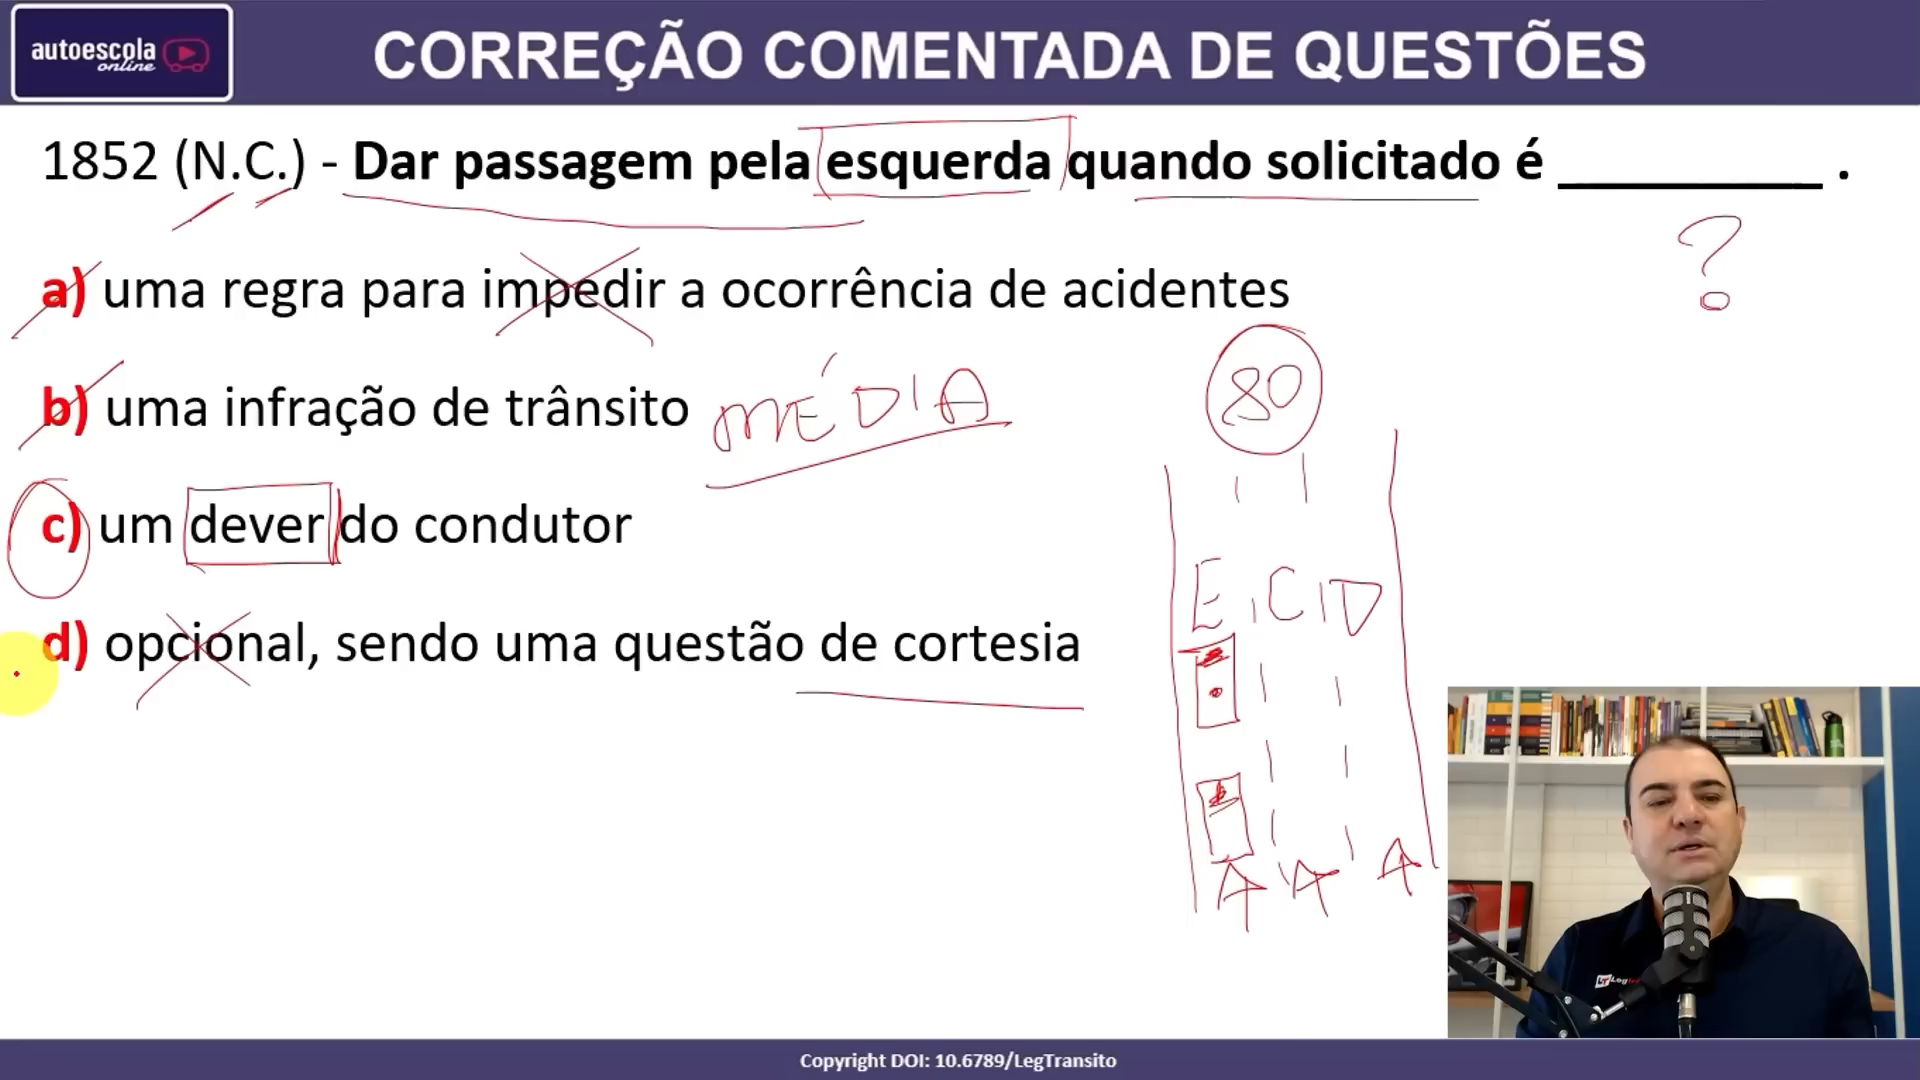 autoescola
online
CORREÇÃO COMENTADA DE QUESTÕES
1852 (N.C.) - Dar passagem pela esquerda quando solicitado é __________ .
?
a) uma regra para impedir a ocorrência de acidentes
80
b) uma infração de trânsito MÉDIA
c) um dever do condutor
E C D
d) opcional, sendo uma questão de cortesia
Copyright DOI: 10.6789/LegTransito